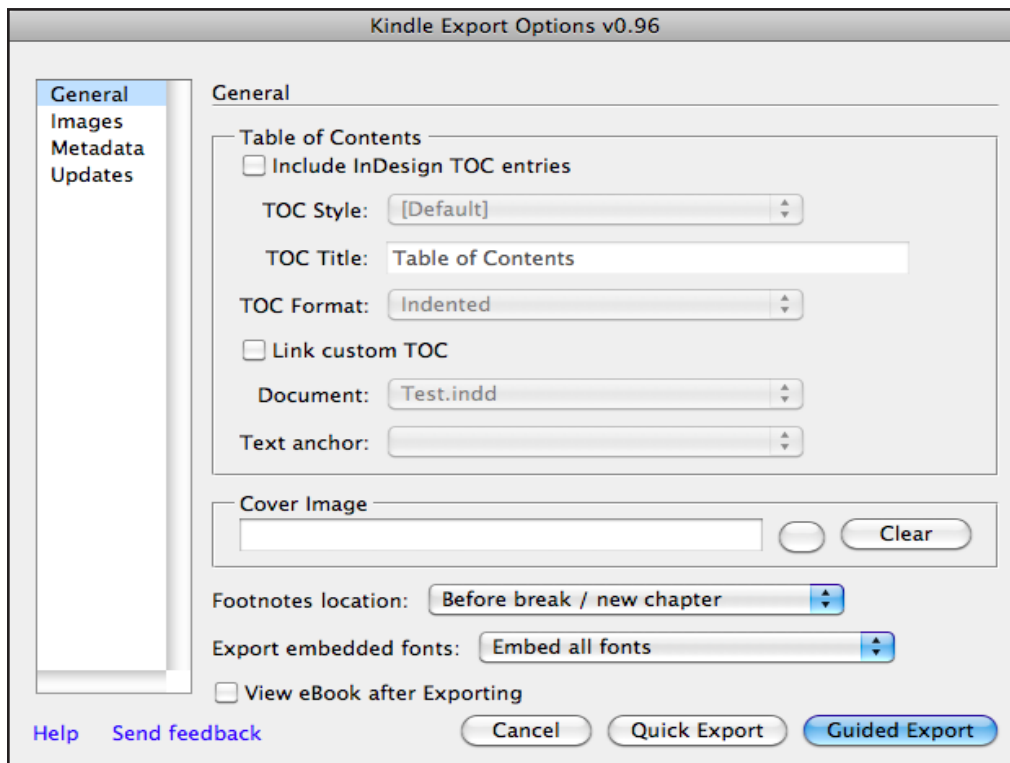 Kindle Export Options v0.96
General
Images
Metadata
Updates
General
Table of Contents
Include InDesign TOC entries
TOC Style: [Default]
TOC Title: Table of Contents
TOC Format: Indented
Link custom TOC
Document: Test.indd
Text anchor:
Cover Image
Clear
Footnotes location: Before break / new chapter
Export embedded fonts: Embed all fonts
View eBook after Exporting
Help Send feedback Cancel Quick Export Guided Export